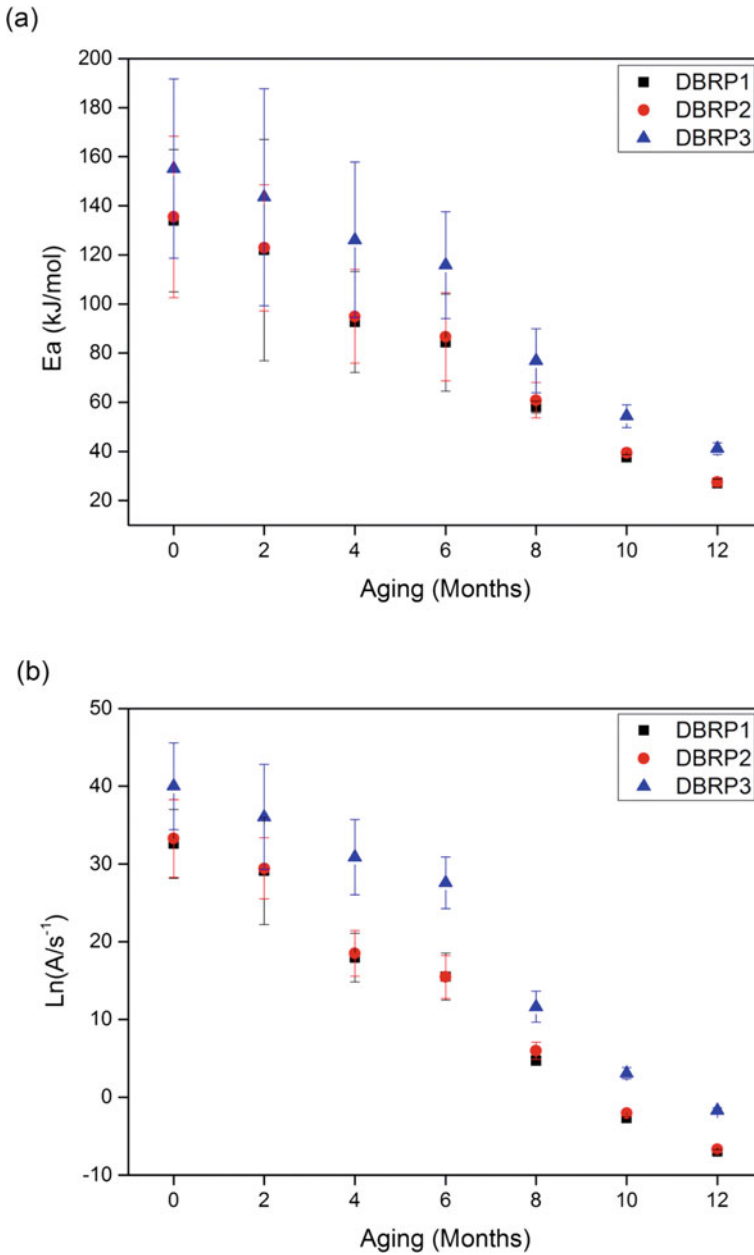 (a)
200
180
160
140
120
100
80
60
40
20
Ea (kJ/mol)
DBRP1
DBRP2
DBRP3
0 2 4 6 8 10 12
Aging (Months)
(b)
50
40
30
20
10
0
-10
Ln(A/s⁻¹)
DBRP1
DBRP2
DBRP3
0 2 4 6 8 10 12
Aging (Months)